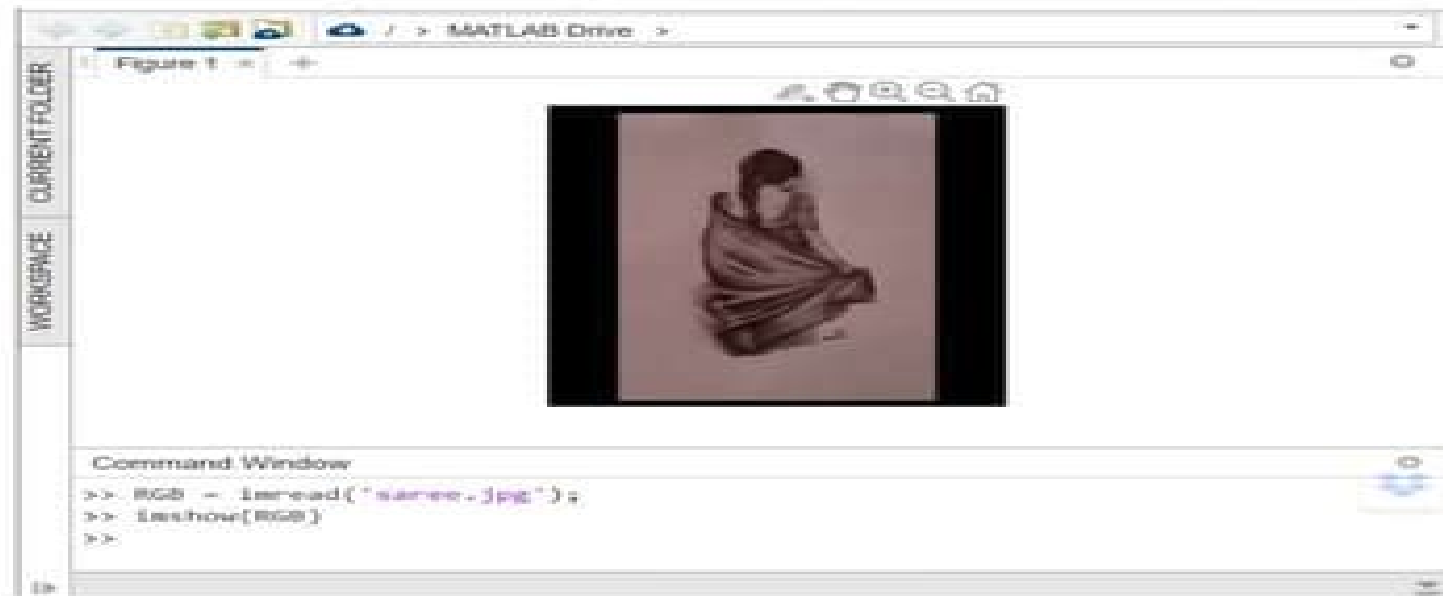 / > MATLAB Drive >
Figure 1 × +
CURRENT FOLDER
WORKSPACE
Command Window
>> RGB = imread('saree.jpg');
>> imshow(RGB)
>>